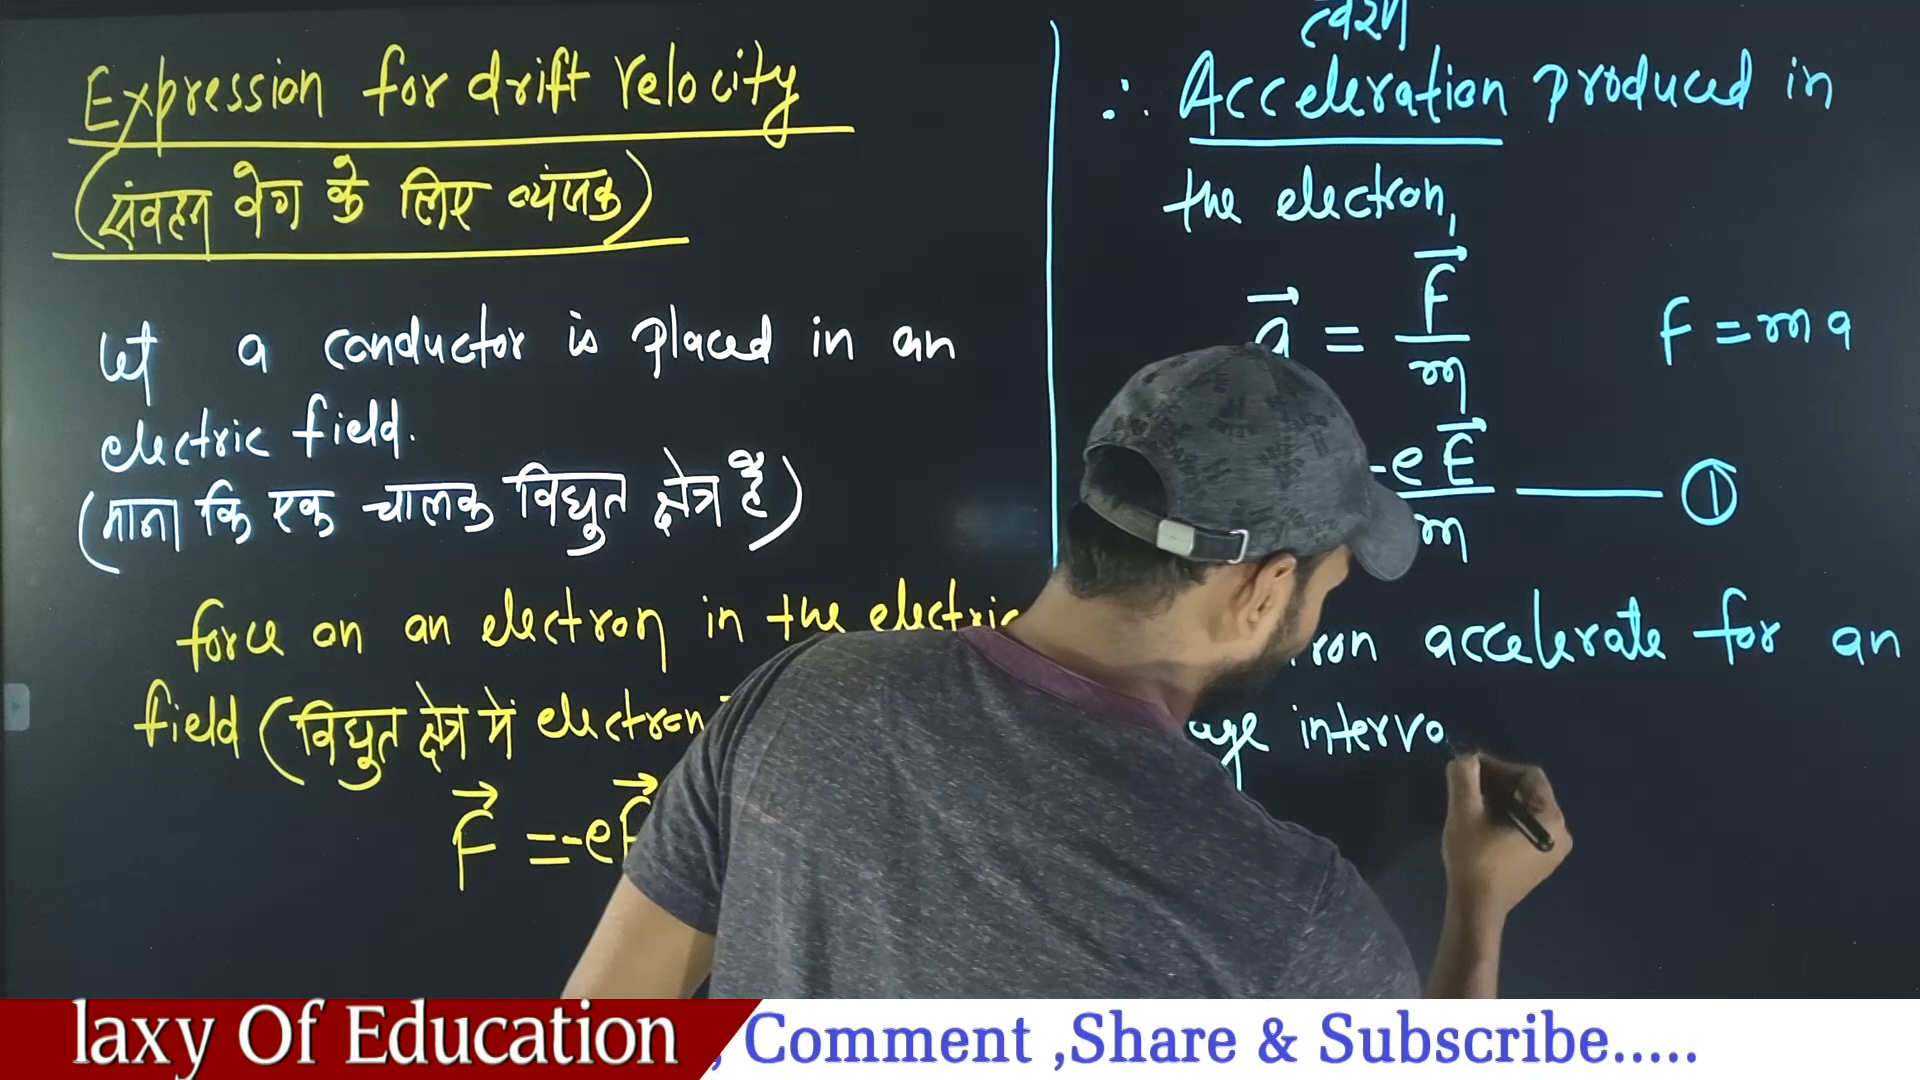 Expression for drift velocity
(संवहन वेग के लिए व्यंजक)
let a conductor is placed in an
electric field.
(माना कि एक चालक विद्युत क्षेत्र है)
force on an electron in the electric
field (विद्युत क्षेत्र में electron
F⃗ = -e
त्वरण
∴ Acceleration produced in
the electron,
a⃗ = F⃗/m F = ma
-eE⃗/m ——— ①
accelerate for an
interva
laxy Of Education , Comment ,Share & Subscribe.....